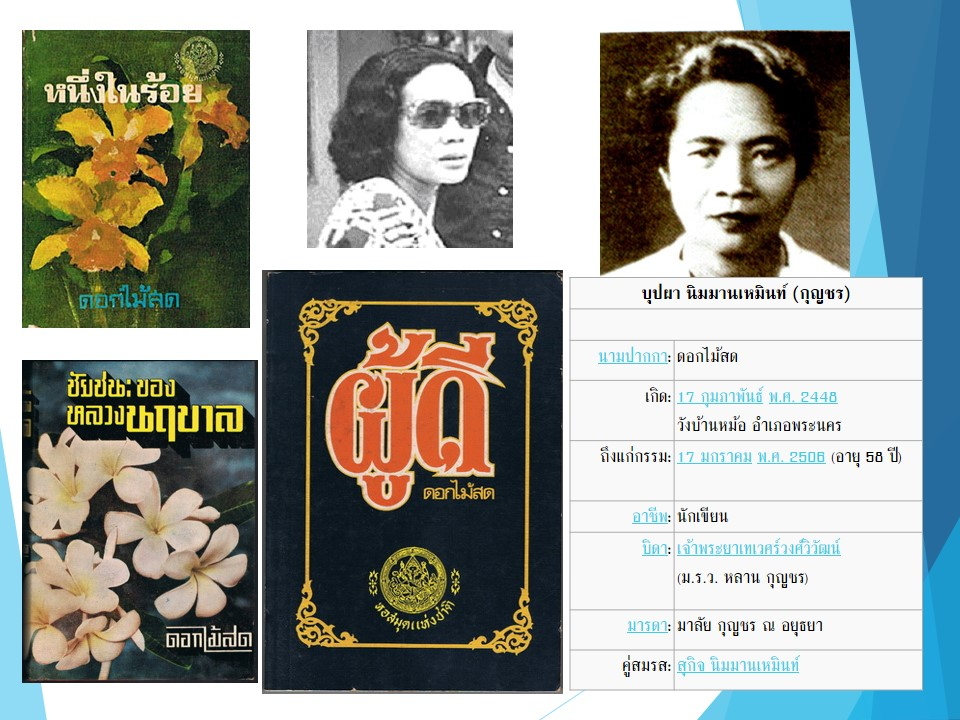 หนึ่งในร้อย
ดอกไม้สด
ชัยชนะของ
หลวงนฤบาล
ดอกไม้สด
ผู้ดี
ดอกไม้สด
หอสมุดแห่งชาติ
บุปผา นิมมานเหมินท์ (กุญชร)
นามปากกา: ดอกไม้สด
เกิด: 17 กุมภาพันธ์ พ.ศ. 2448
วังบ้านหม้อ อำเภอพระนคร
ถึงแก่กรรม: 17 มกราคม พ.ศ. 2506 (อายุ 58 ปี)
อาชีพ: นักเขียน
บิดา: เจ้าพระยาเทเวศร์วงศ์วิวัฒน์
(ม.ร.ว. หลาน กุญชร)
มารดา: มาลัย กุญชร ณ อยุธยา
คู่สมรส: สุกิจ นิมมานเหมินท์